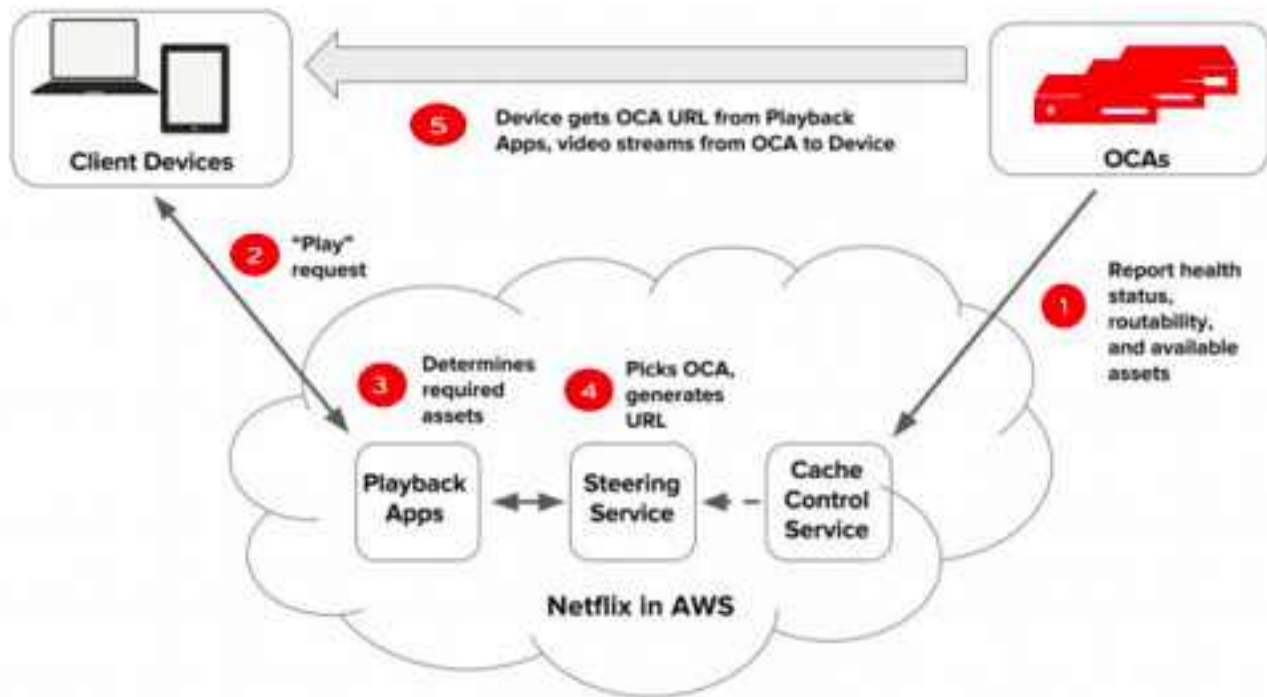 5
Device gets OCA URL from Playback
Apps, video streams from OCA to Device
Client Devices
OCAs
2
"Play"
request
1
Report health
status,
routability,
and available
assets
3
Determines
required
assets
4
Picks OCA,
generates
URL
Playback
Apps
Steering
Service
Cache
Control
Service
Netflix in AWS